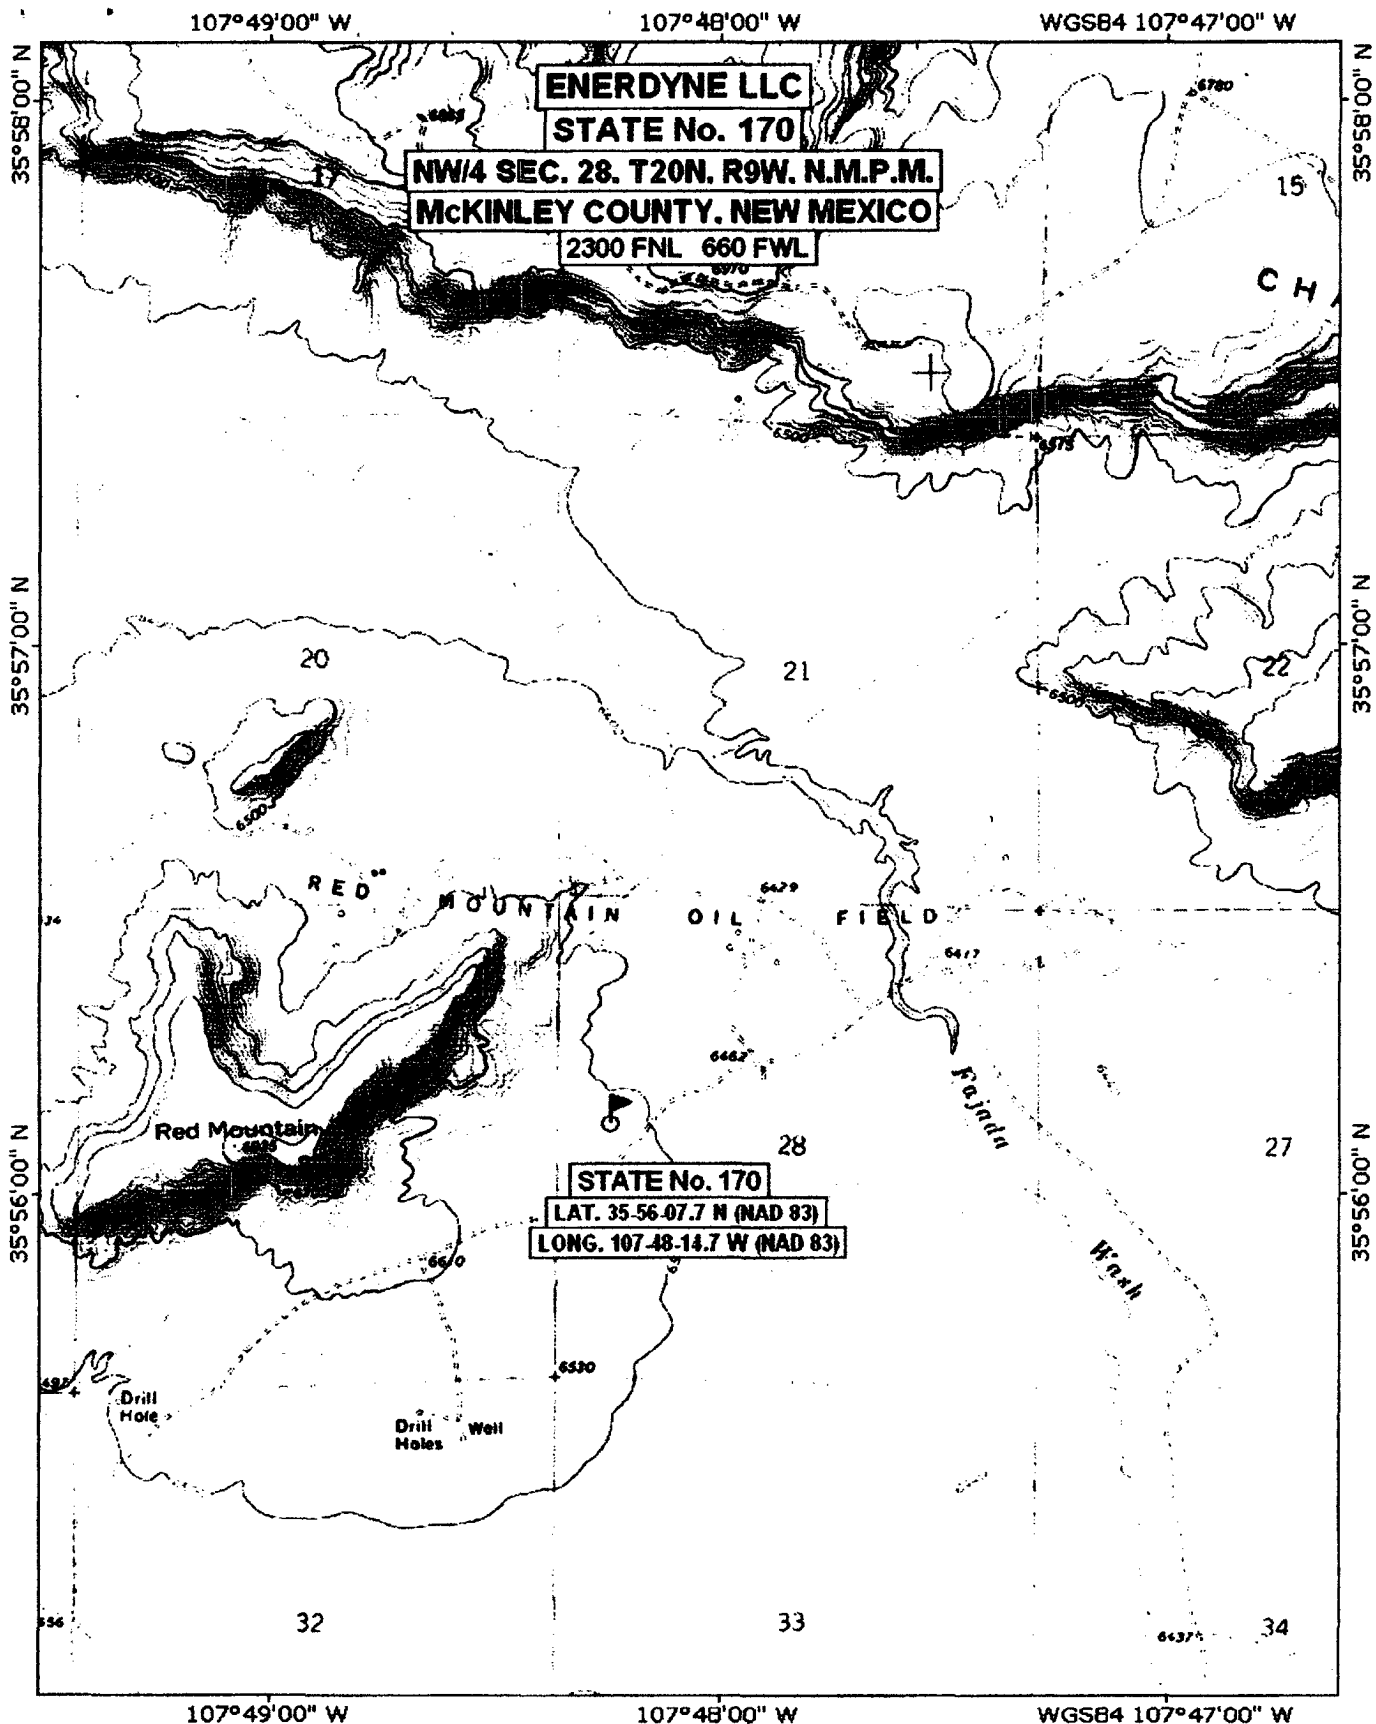 107°49'00" W 107°48'00" W WGS84 107°47'00" W
35°58'00" N
35°58'00" N
6780
ENERDYNE LLC
STATE No. 170
17
NW/4 SEC. 28. T20N. R9W. N.M.P.M.
15
McKINLEY COUNTY. NEW MEXICO
2300 FNL 660 FWL
6970
CH
6500
6575
35°57'00" N
35°57'00" N
20
21
22
6500
6500
RED
MOUNTAIN OIL FIELD
6429
6417
6462
Fajada
Red Mountain
28
27
35°56'00" N
35°56'00" N
STATE No. 170
LAT. 35-56-07.7 N (NAD 83)
LONG. 107-48-14.7 W (NAD 83)
Wash
6530
Drill
Hole
Drill
Holes
Well
32
33
34
6437
107°49'00" W 107°48'00" W WGS84 107°47'00" W